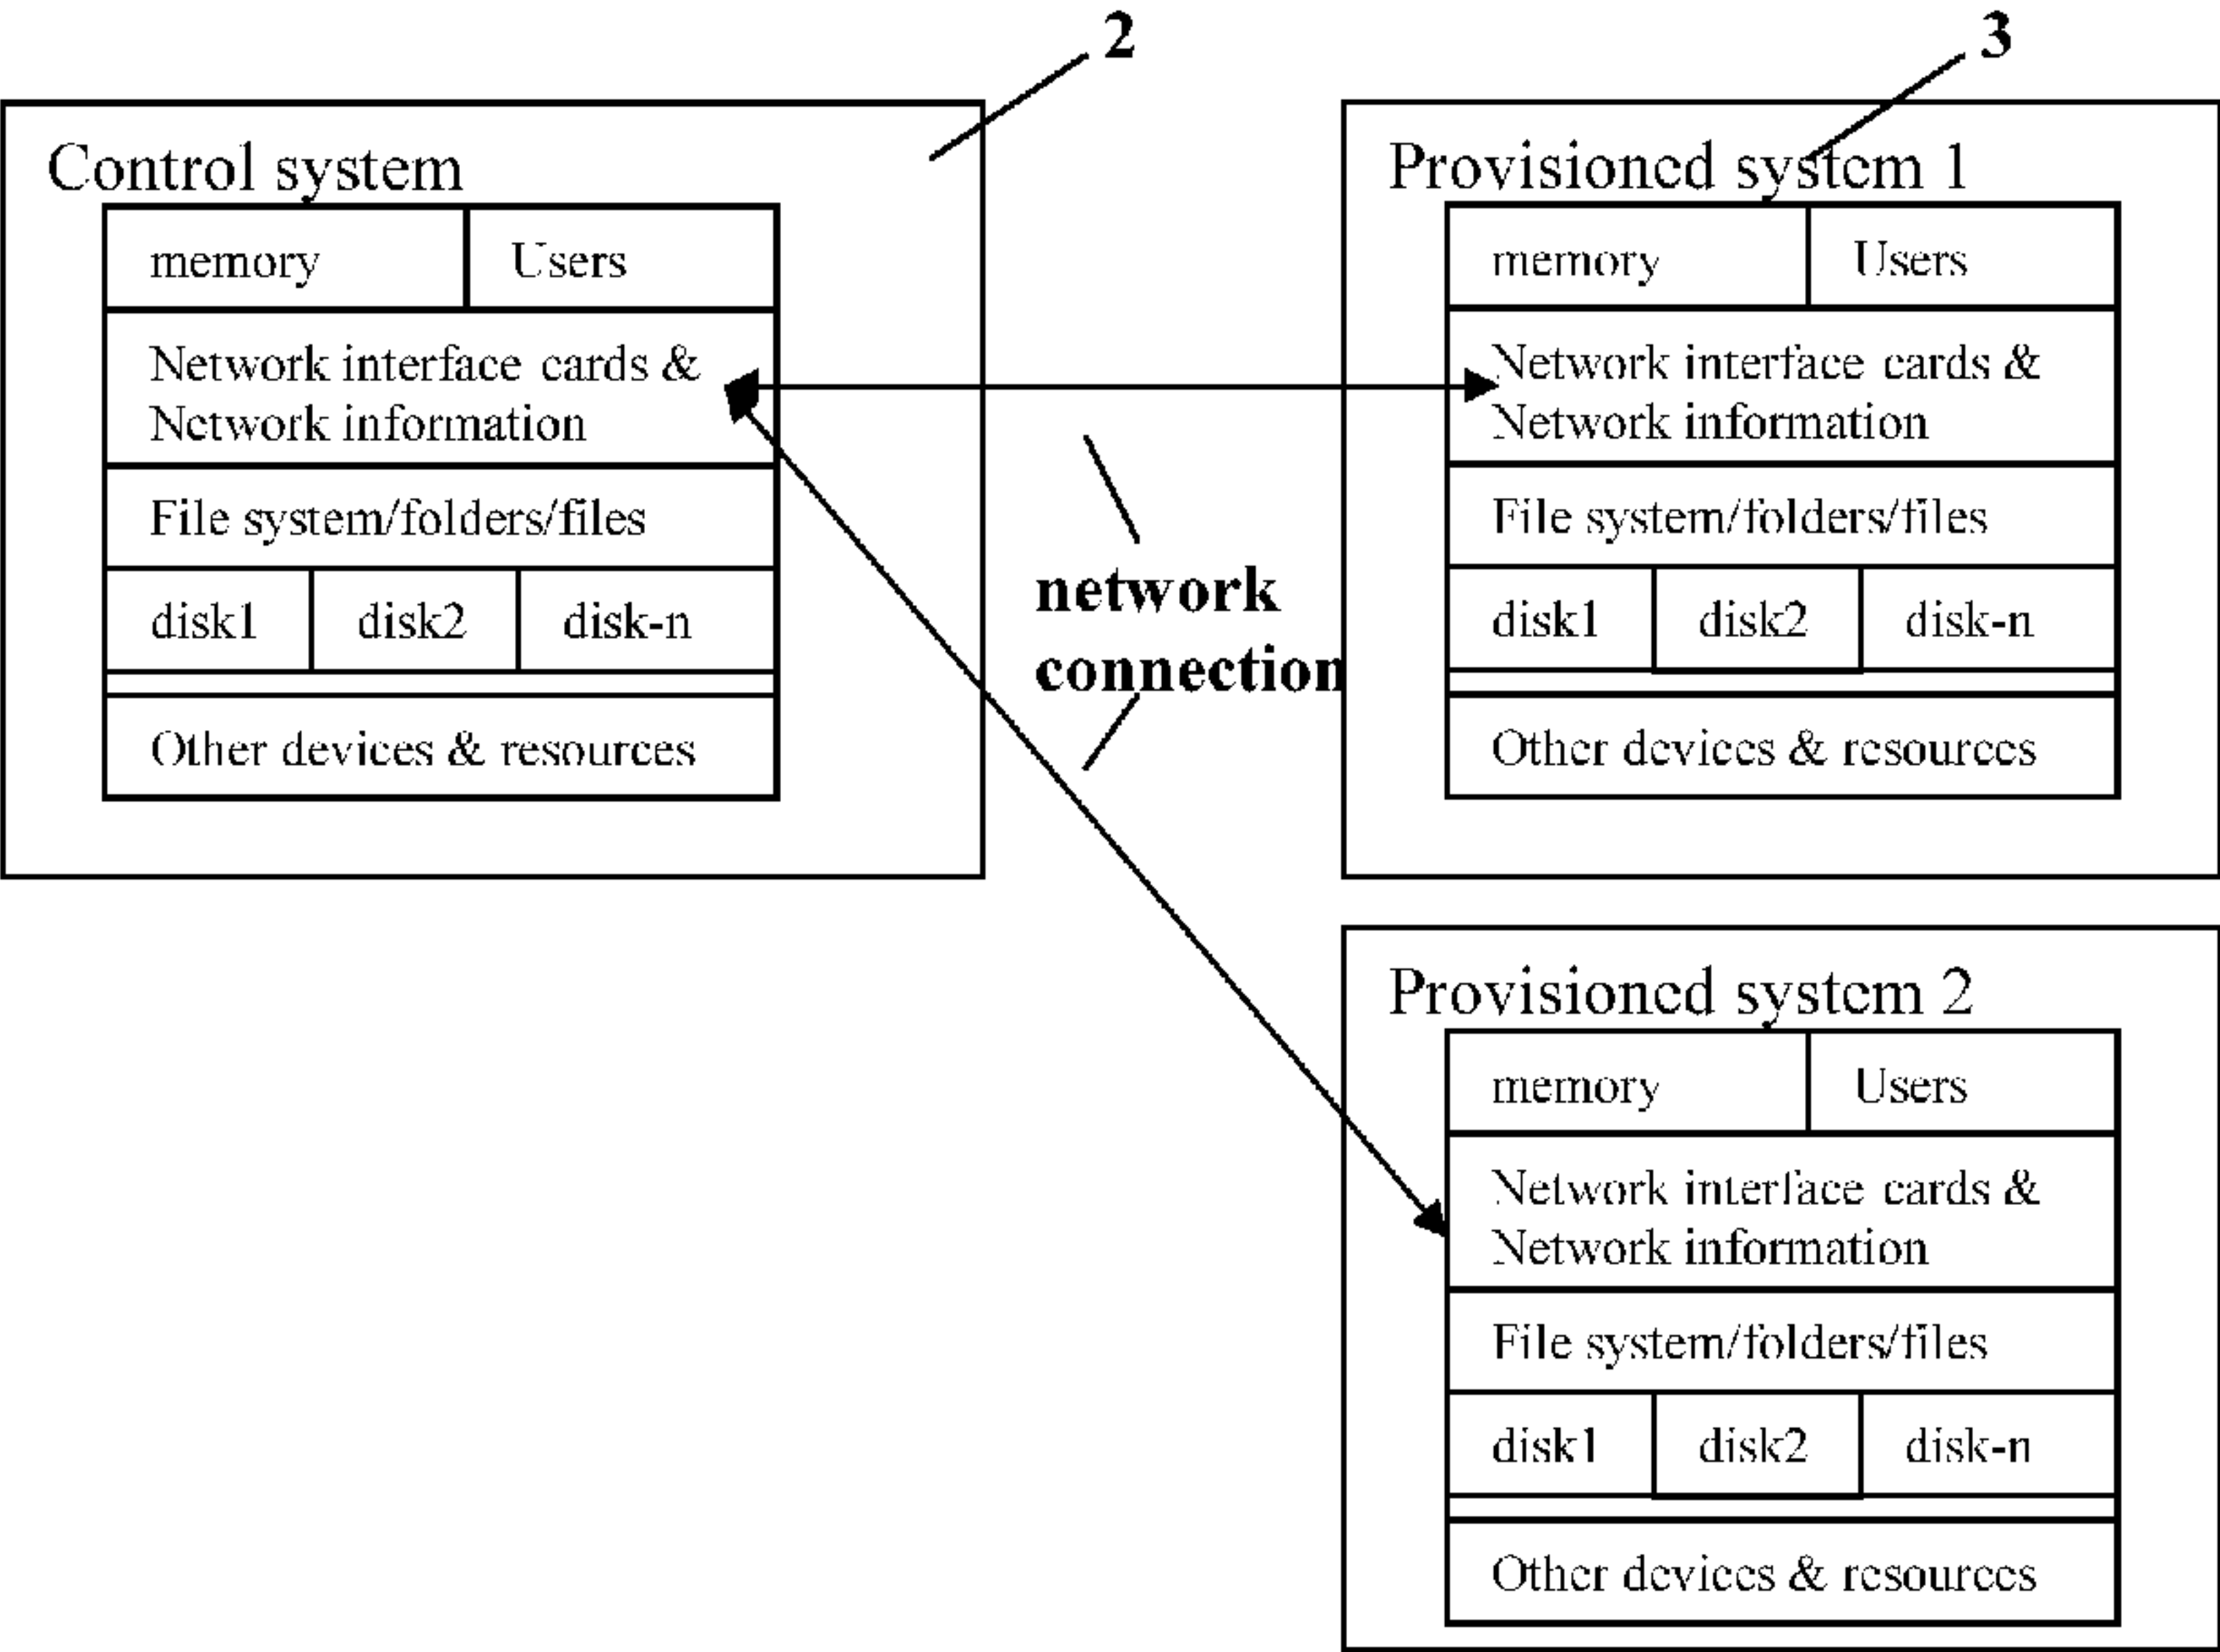 2
3
Control system
memory Users
Network interface cards &
Network information
File system/folders/files
disk1 disk2 disk-n
Other devices & resources
network
connection
Provisioned system 1
memory Users
Network interface cards &
Network information
File system/folders/files
disk1 disk2 disk-n
Other devices & resources
Provisioned system 2
memory Users
Network interface cards &
Network information
File system/folders/files
disk1 disk2 disk-n
Other devices & resources